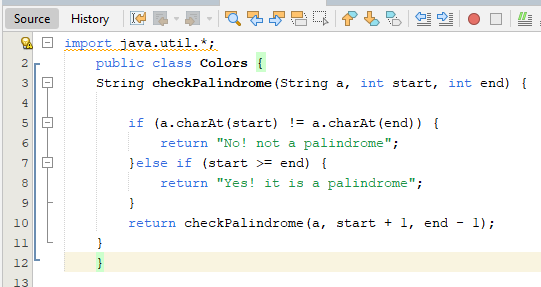 Source History
import java.util.*;
2 public class Colors {
3 String checkPalindrome(String a, int start, int end) {
4
5 if (a.charAt(start) != a.charAt(end)) {
6 return "No! not a palindrome";
7 }else if (start >= end) {
8 return "Yes! it is a palindrome";
9 }
10 return checkPalindrome(a, start + 1, end - 1);
11 }
12 }
13